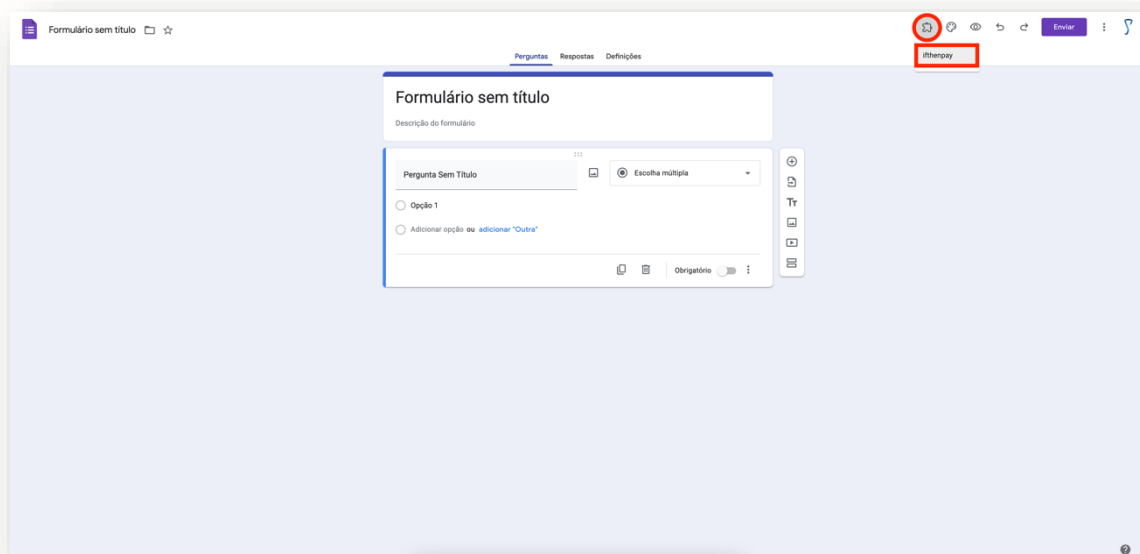 Formulário sem título
Enviar
ifthenpay
Perguntas Respostas Definições
Formulário sem título
Descrição do formulário
Pergunta Sem Título
Escolha múltipla
Opção 1
Adicionar opção ou adicionar "Outra"
Obrigatório